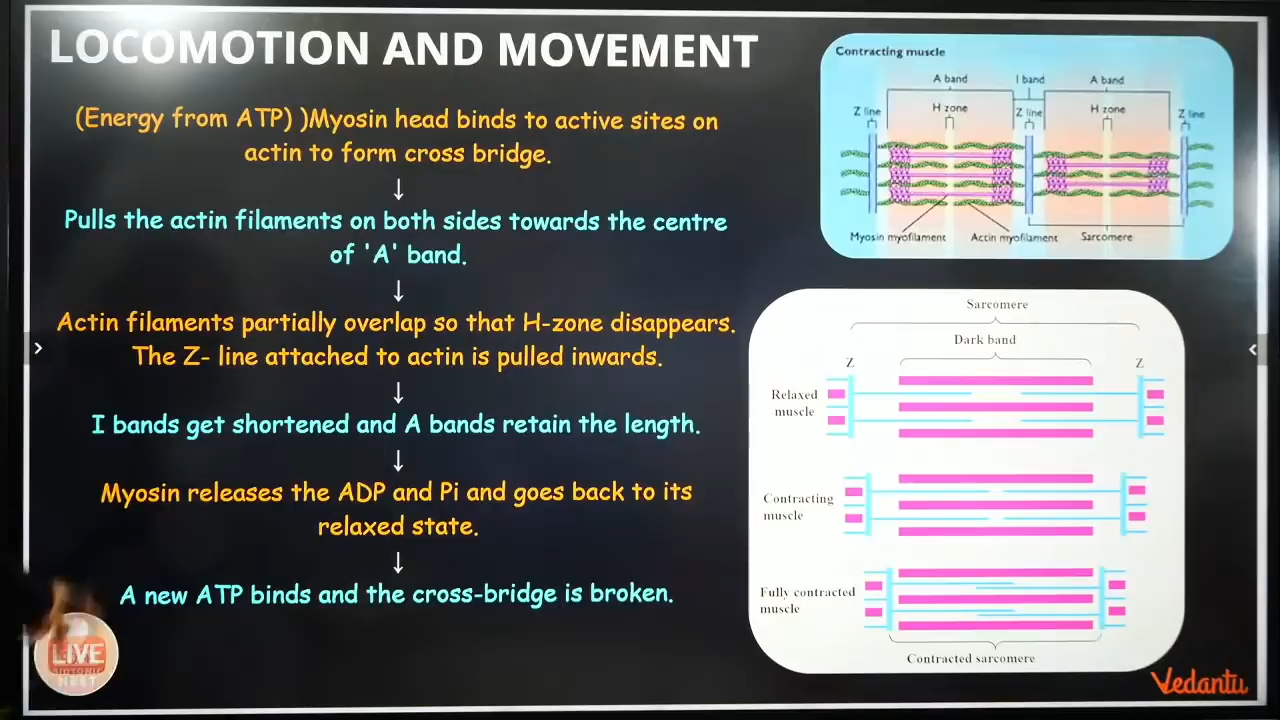 LOCOMOTION AND MOVEMENT
(Energy from ATP) )Myosin head binds to active sites on
actin to form cross bridge.
↓
Pulls the actin filaments on both sides towards the centre
of 'A' band.
↓
Actin filaments partially overlap so that H-zone disappears.
The Z- line attached to actin is pulled inwards.
↓
I bands get shortened and A bands retain the length.
↓
Myosin releases the ADP and Pi and goes back to its
relaxed state.
↓
A new ATP binds and the cross-bridge is broken.
Contracting muscle
A band I band A band
Z line H zone Z line H zone Z line
Myosin myofilament Actin myofilament Sarcomere
Sarcomere
Dark band
Z Z
Relaxed
muscle
Contracting
muscle
Fully contracted
muscle
Contracted sarcomere
LIVE
BIOTONIC
NEET
Vedantu